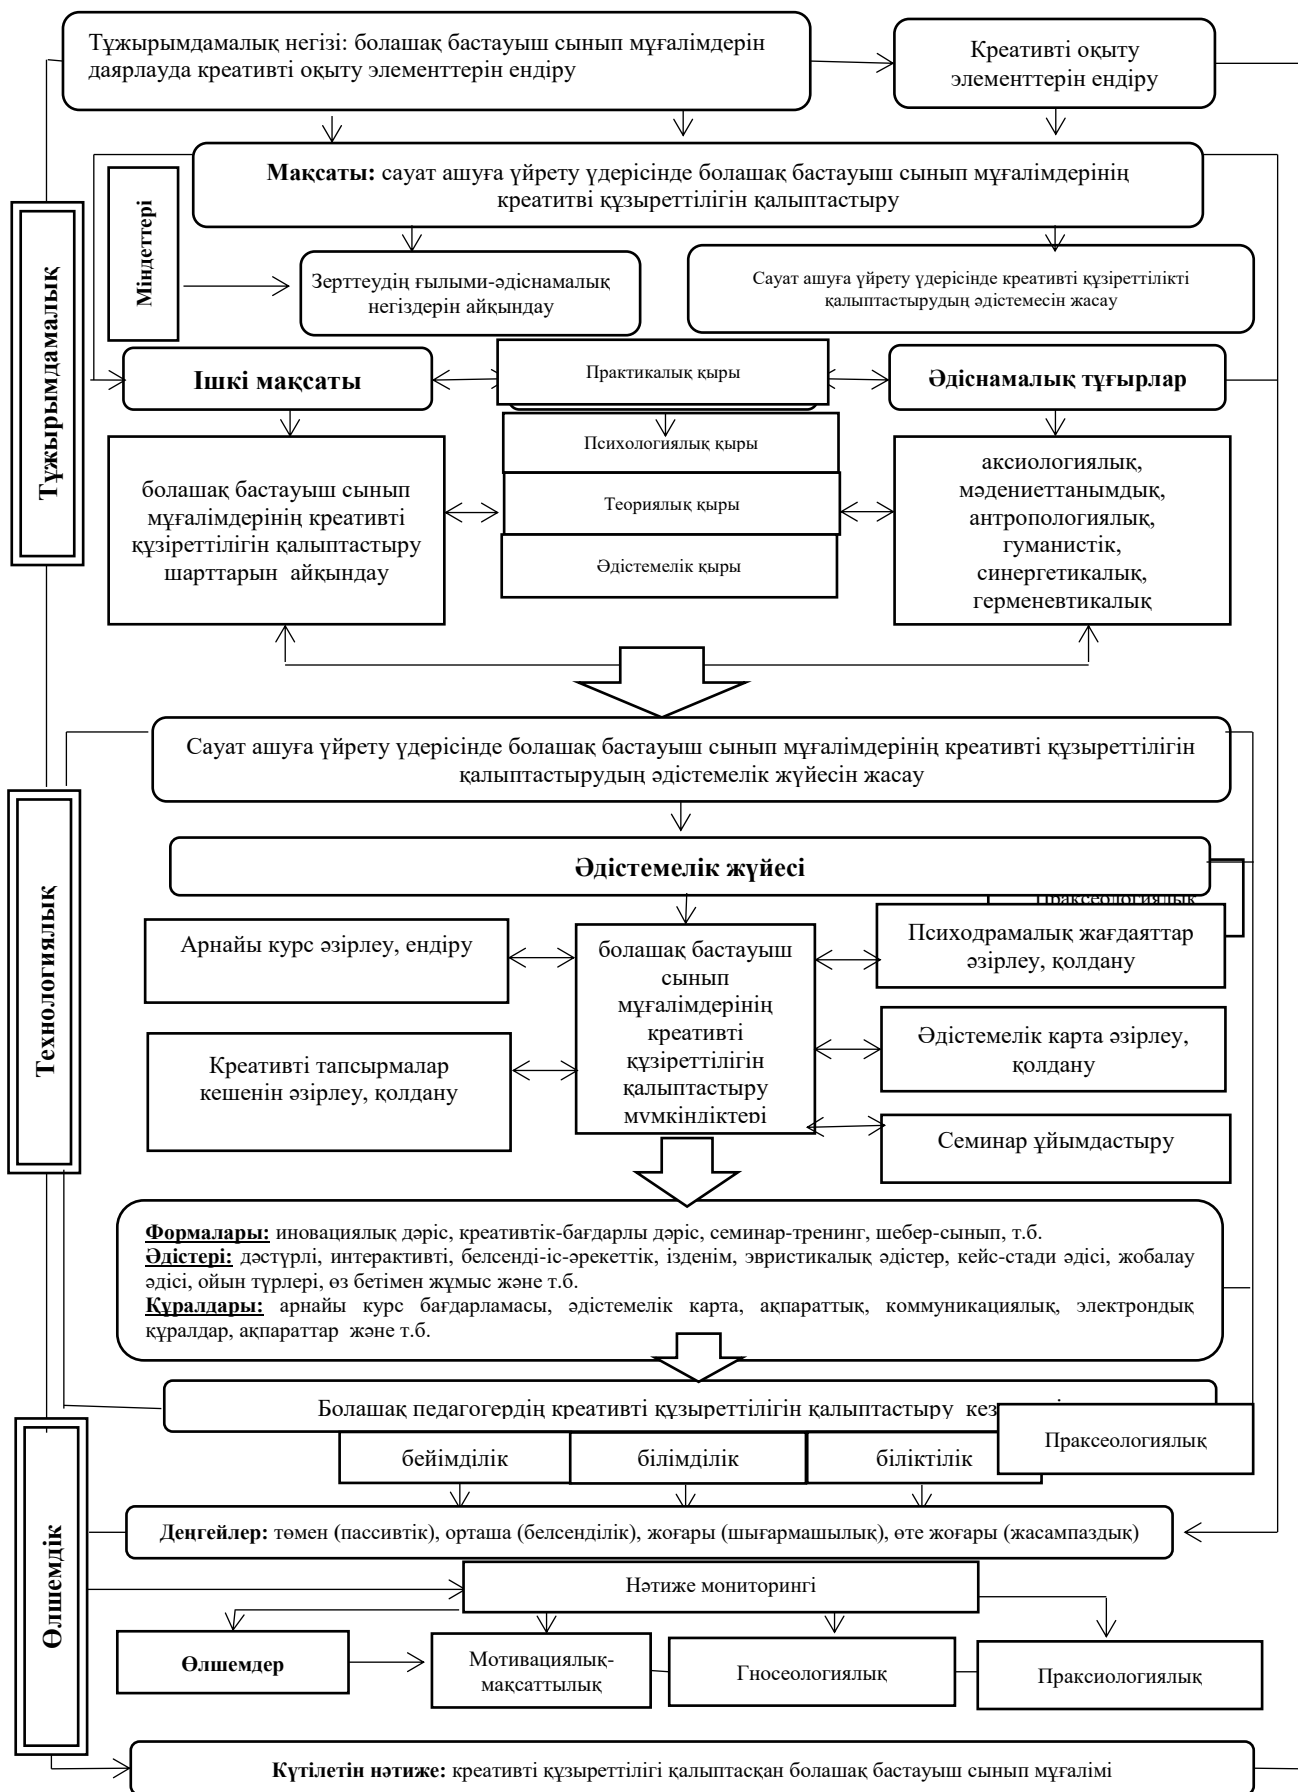 Тұжырымдамалық негізі: болашақ бастауыш сынып мұғалімдерін
даярлауда креативті оқыту элементтерін ендіру
Креативті оқыту
элементтерін ендіру
Мақсаты: сауат ашуға үйрету үдерісінде болашақ бастауыш сынып мұғалімдерінің
креатитві құзыреттілігін қалыптастыру
Міндеттері
Тұжырымдамалық
Зерттеудің ғылыми-әдіснамалық
негіздерін айқындау
Сауат ашуға үйрету үдерісінде креативті құзіреттілікті
қалыптастырудың әдістемесін жасау
Ішкі мақсаты
Практикалық қыры
Әдіснамалық тұғырлар
Психологиялық қыры
Теориялық қыры
Әдістемелік қыры
болашақ бастауыш сынып
мұғалімдерінің креативті
құзіреттілігін қалыптастыру
шарттарын айқындау
аксиологиялық,
мәдениеттанымдық,
антропологиялық,
гуманистік,
синергетикалық,
герменевтикалық
Сауат ашуға үйрету үдерісінде болашақ бастауыш сынып мұғалімдерінің креативті құзыреттілігін
қалыптастырудың әдістемелік жүйесін жасау
Технологиялық
Әдістемелік жүйесі
Праксеологиялық
Арнайы курс әзірлеу, ендіру
Креативті тапсырмалар
кешенін әзірлеу, қолдану
болашақ бастауыш
сынып
мұғалімдерінің
креативті
құзіреттілігін
қалыптастыру
мүмкіндіктері
Психодрамалық жағдаяттар
әзірлеу, қолдану
Әдістемелік карта әзірлеу,
қолдану
Семинар ұйымдастыру
Формалары: иновациялық дәріс, креативтік-бағдарлы дәріс, семинар-тренинг, шебер-сынып, т.б.
Әдістері: дәстүрлі, интерактивті, белсенді-іс-әрекеттік, ізденім, эвристикалық әдістер, кейс-стади әдісі, жобалау
әдісі, ойын түрлері, өз бетімен жұмыс және т.б.
Құралдары: арнайы курс бағдарламасы, әдістемелік карта, ақпараттық, коммуникациялық, электрондық
құралдар, ақпараттар және т.б.
Болашақ педагогердің креативті құзыреттілігін қалыптастыру
бейімділік
білімділік
біліктілік
Праксеологиялық
Өлшемдік
Деңгейлер: төмен (пассивтік), орташа (белсенділік), жоғары (шығармашылық), өте жоғары (жасампаздық)
Нәтиже мониторингі
Өлшемдер
Мотивациялық-
мақсаттылық
Гносеологиялық
Праксиологиялық
Күтілетін нәтиже: креативті құзыреттілігі қалыптасқан болашақ бастауыш сынып мұғалімі